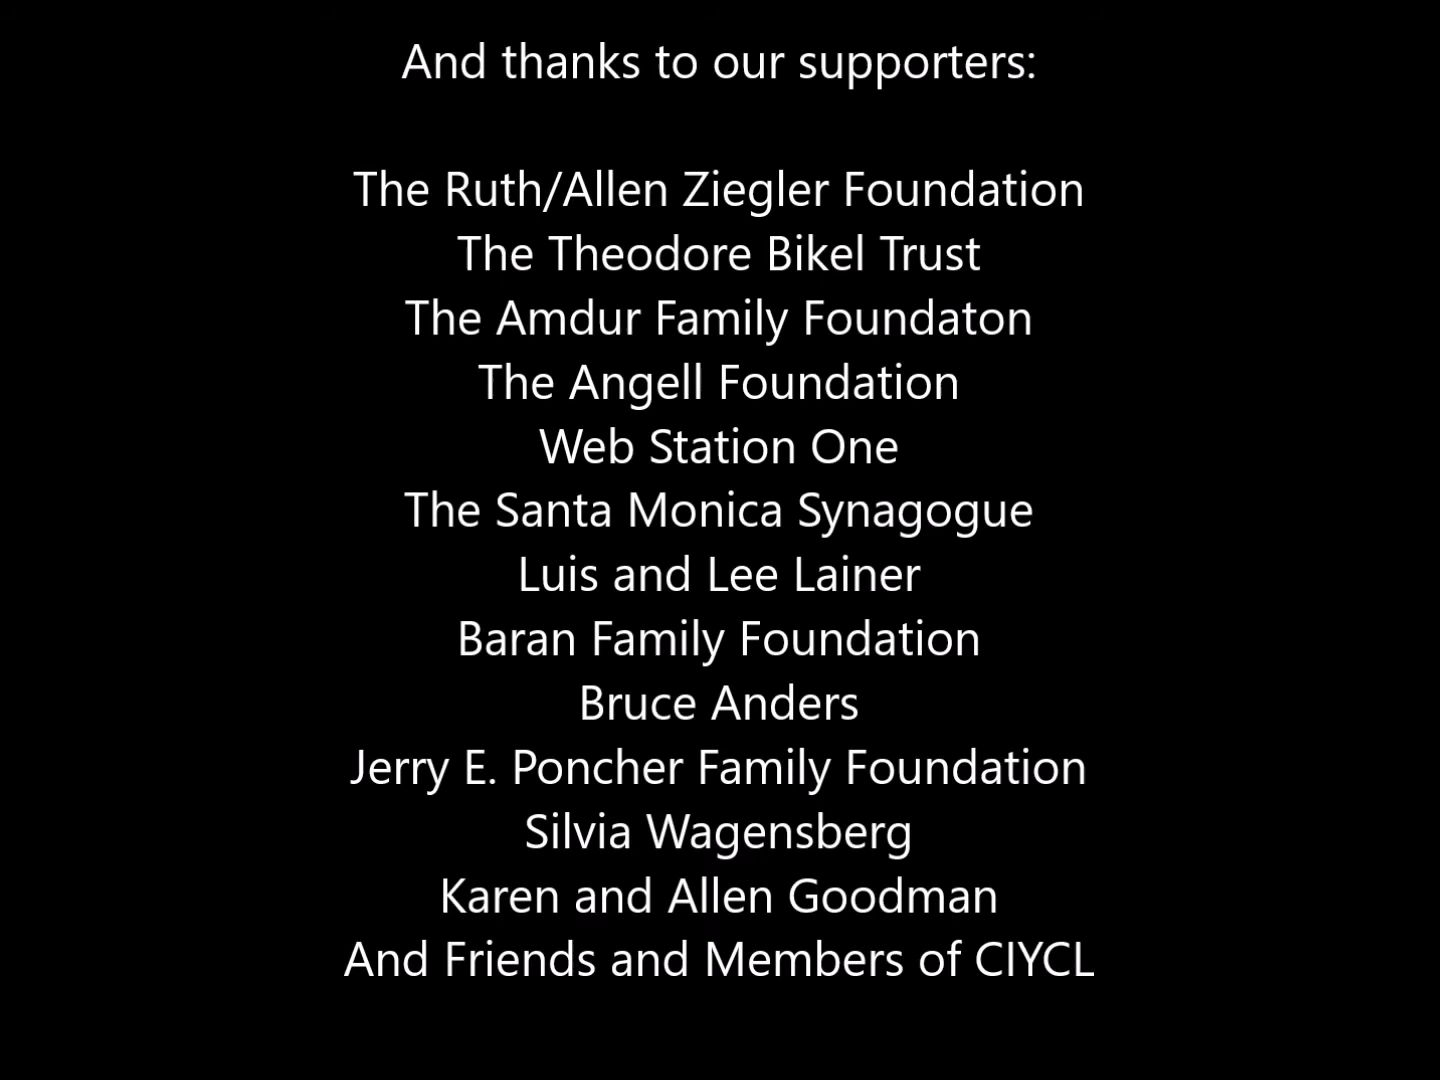 And thanks to our supporters:
The Ruth/Allen Ziegler Foundation
The Theodore Bikel Trust
The Amdur Family Foundaton
The Angell Foundation
Web Station One
The Santa Monica Synagogue
Luis and Lee Lainer
Baran Family Foundation
Bruce Anders
Jerry E. Poncher Family Foundation
Silvia Wagensberg
Karen and Allen Goodman
And Friends and Members of CIYCL